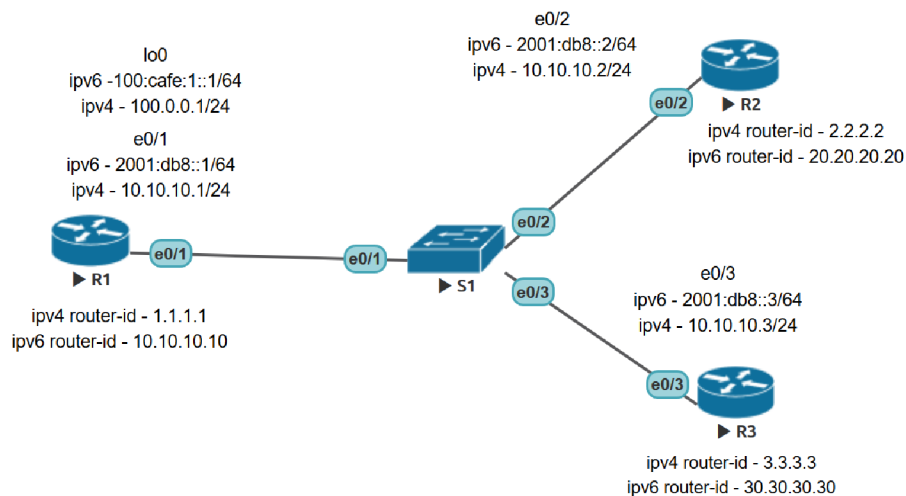 lo0
ipv6 -100:cafe:1::1/64
ipv4 - 100.0.0.1/24
e0/1
ipv6 - 2001:db8::1/64
ipv4 - 10.10.10.1/24
e0/1
R1
ipv4 router-id - 1.1.1.1
ipv6 router-id - 10.10.10.10
e0/1
e0/2
e0/3
S1
e0/2
ipv6 - 2001:db8::2/64
ipv4 - 10.10.10.2/24
e0/2
R2
ipv4 router-id - 2.2.2.2
ipv6 router-id - 20.20.20.20
e0/3
ipv6 - 2001:db8::3/64
ipv4 - 10.10.10.3/24
e0/3
R3
ipv4 router-id - 3.3.3.3
ipv6 router-id - 30.30.30.30